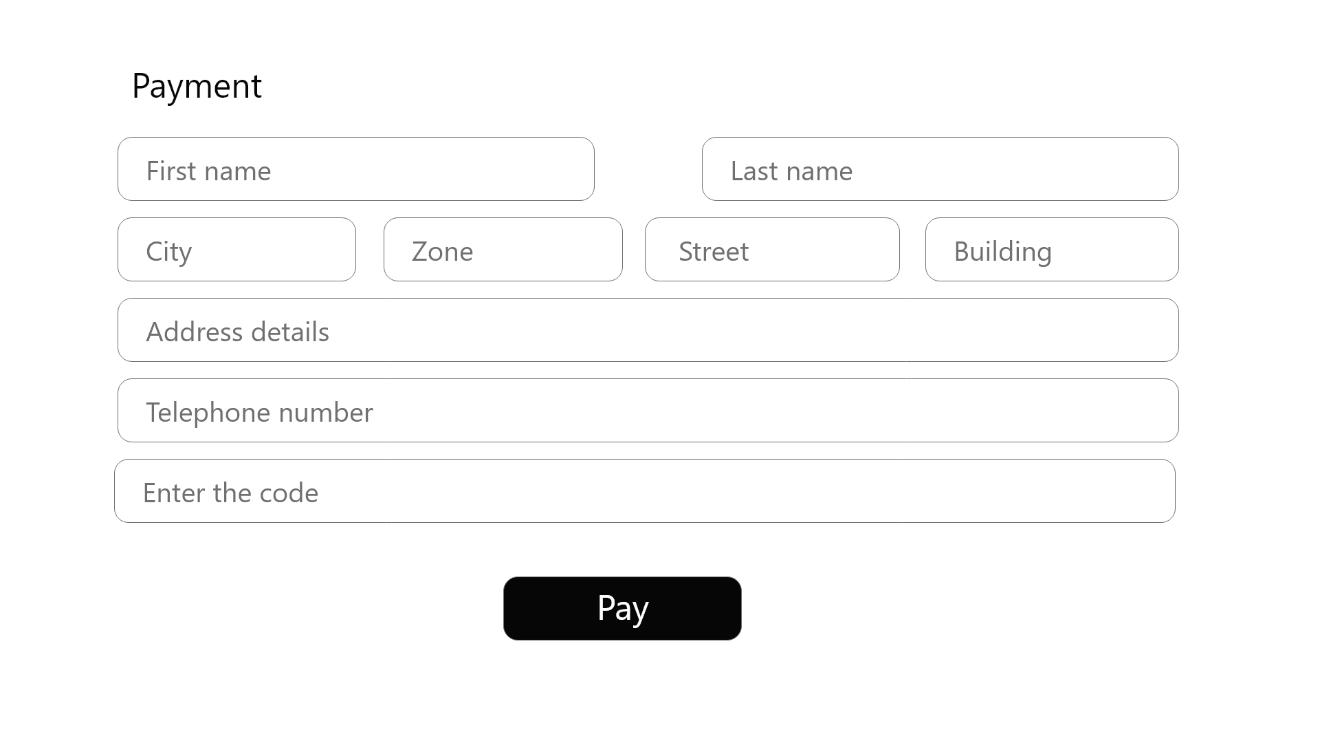 Payment
First name Last name
City Zone Street Building
Address details
Telephone number
Enter the code
Pay